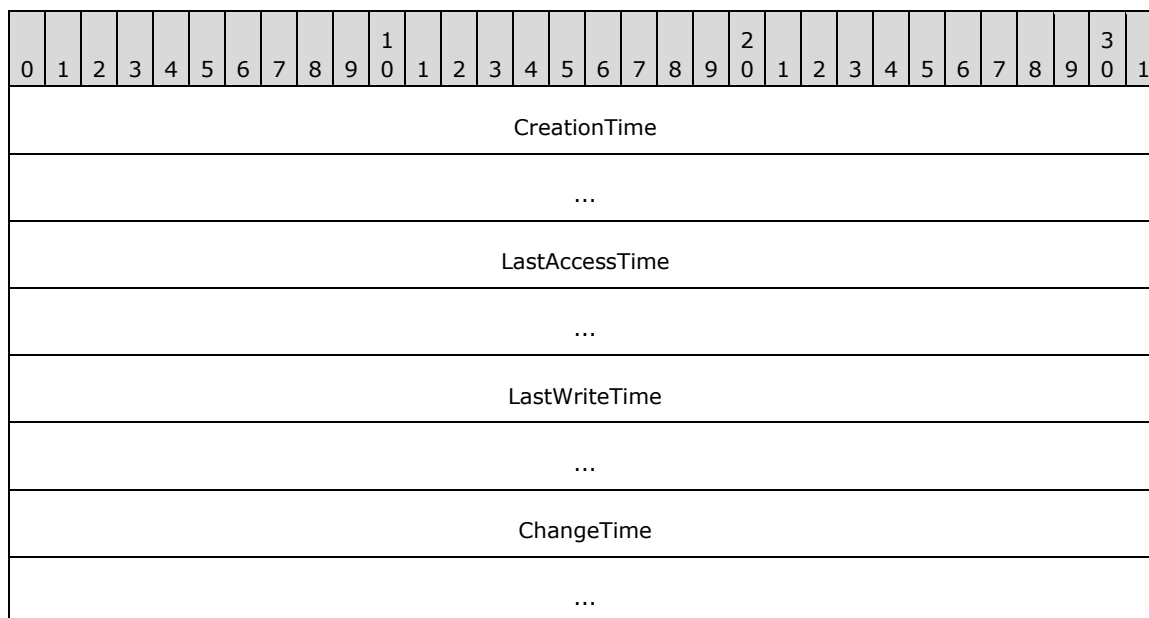 1 2 3
0 1 2 3 4 5 6 7 8 9 0 1 2 3 4 5 6 7 8 9 0 1 2 3 4 5 6 7 8 9 0 1
CreationTime
...
LastAccessTime
...
LastWriteTime
...
ChangeTime
...